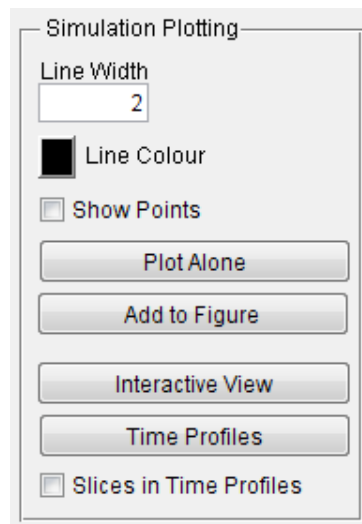 Simulation Plotting
Line Width
2
Line Colour
Show Points
Plot Alone
Add to Figure
Interactive View
Time Profiles
Slices in Time Profiles